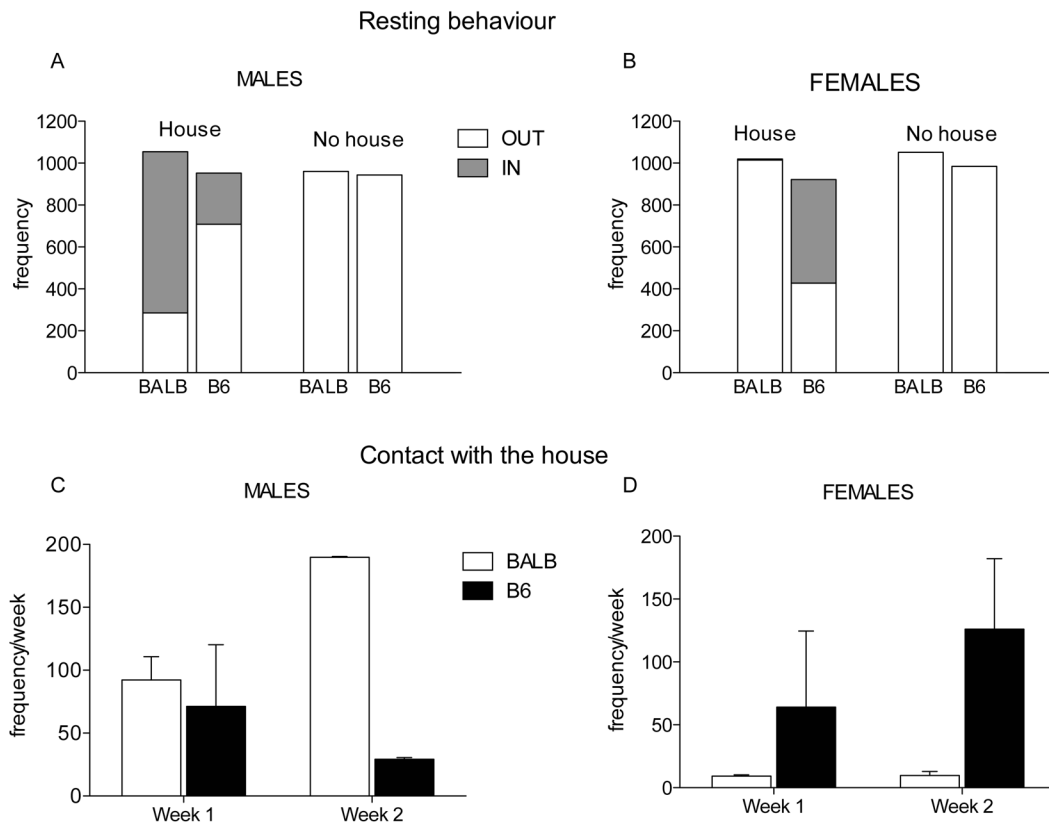 Resting behaviour
A
MALES
B
FEMALES
1200
1000
800
600
400
200
0
frequency
House
No house
BALB
B6
BALB
B6
OUT
IN
1200
1000
800
600
400
200
0
frequency
House
No house
BALB
B6
BALB
B6
Contact with the house
C
MALES
D
FEMALES
200
150
100
50
0
frequency/week
Week 1
Week 2
BALB
B6
200
150
100
50
0
frequency/week
Week 1
Week 2